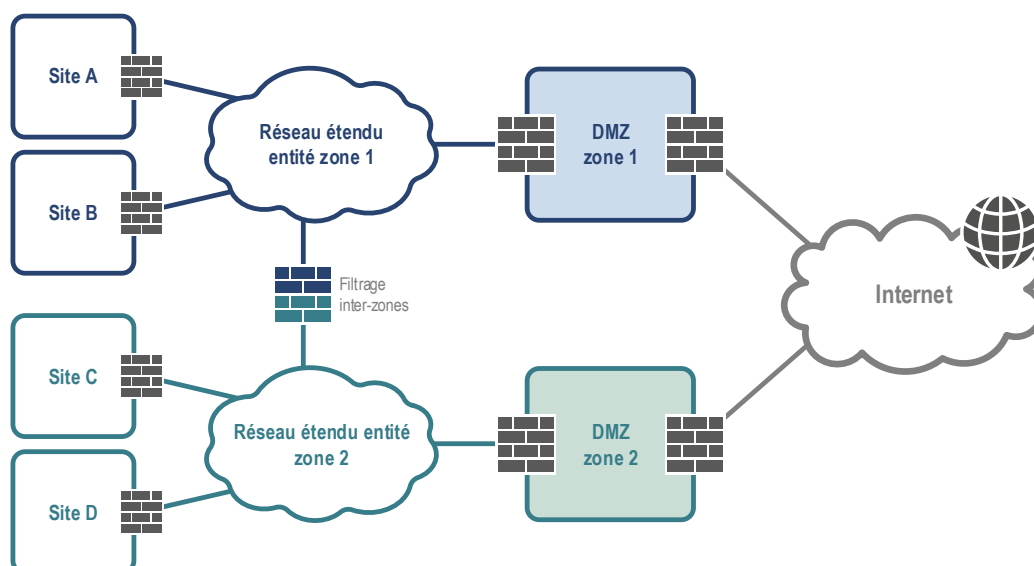 Site A
Réseau étendu
entité zone 1
DMZ
zone 1
Site B
Filtrage
inter-zones
Internet
Site C
Réseau étendu entité
zone 2
DMZ
zone 2
Site D